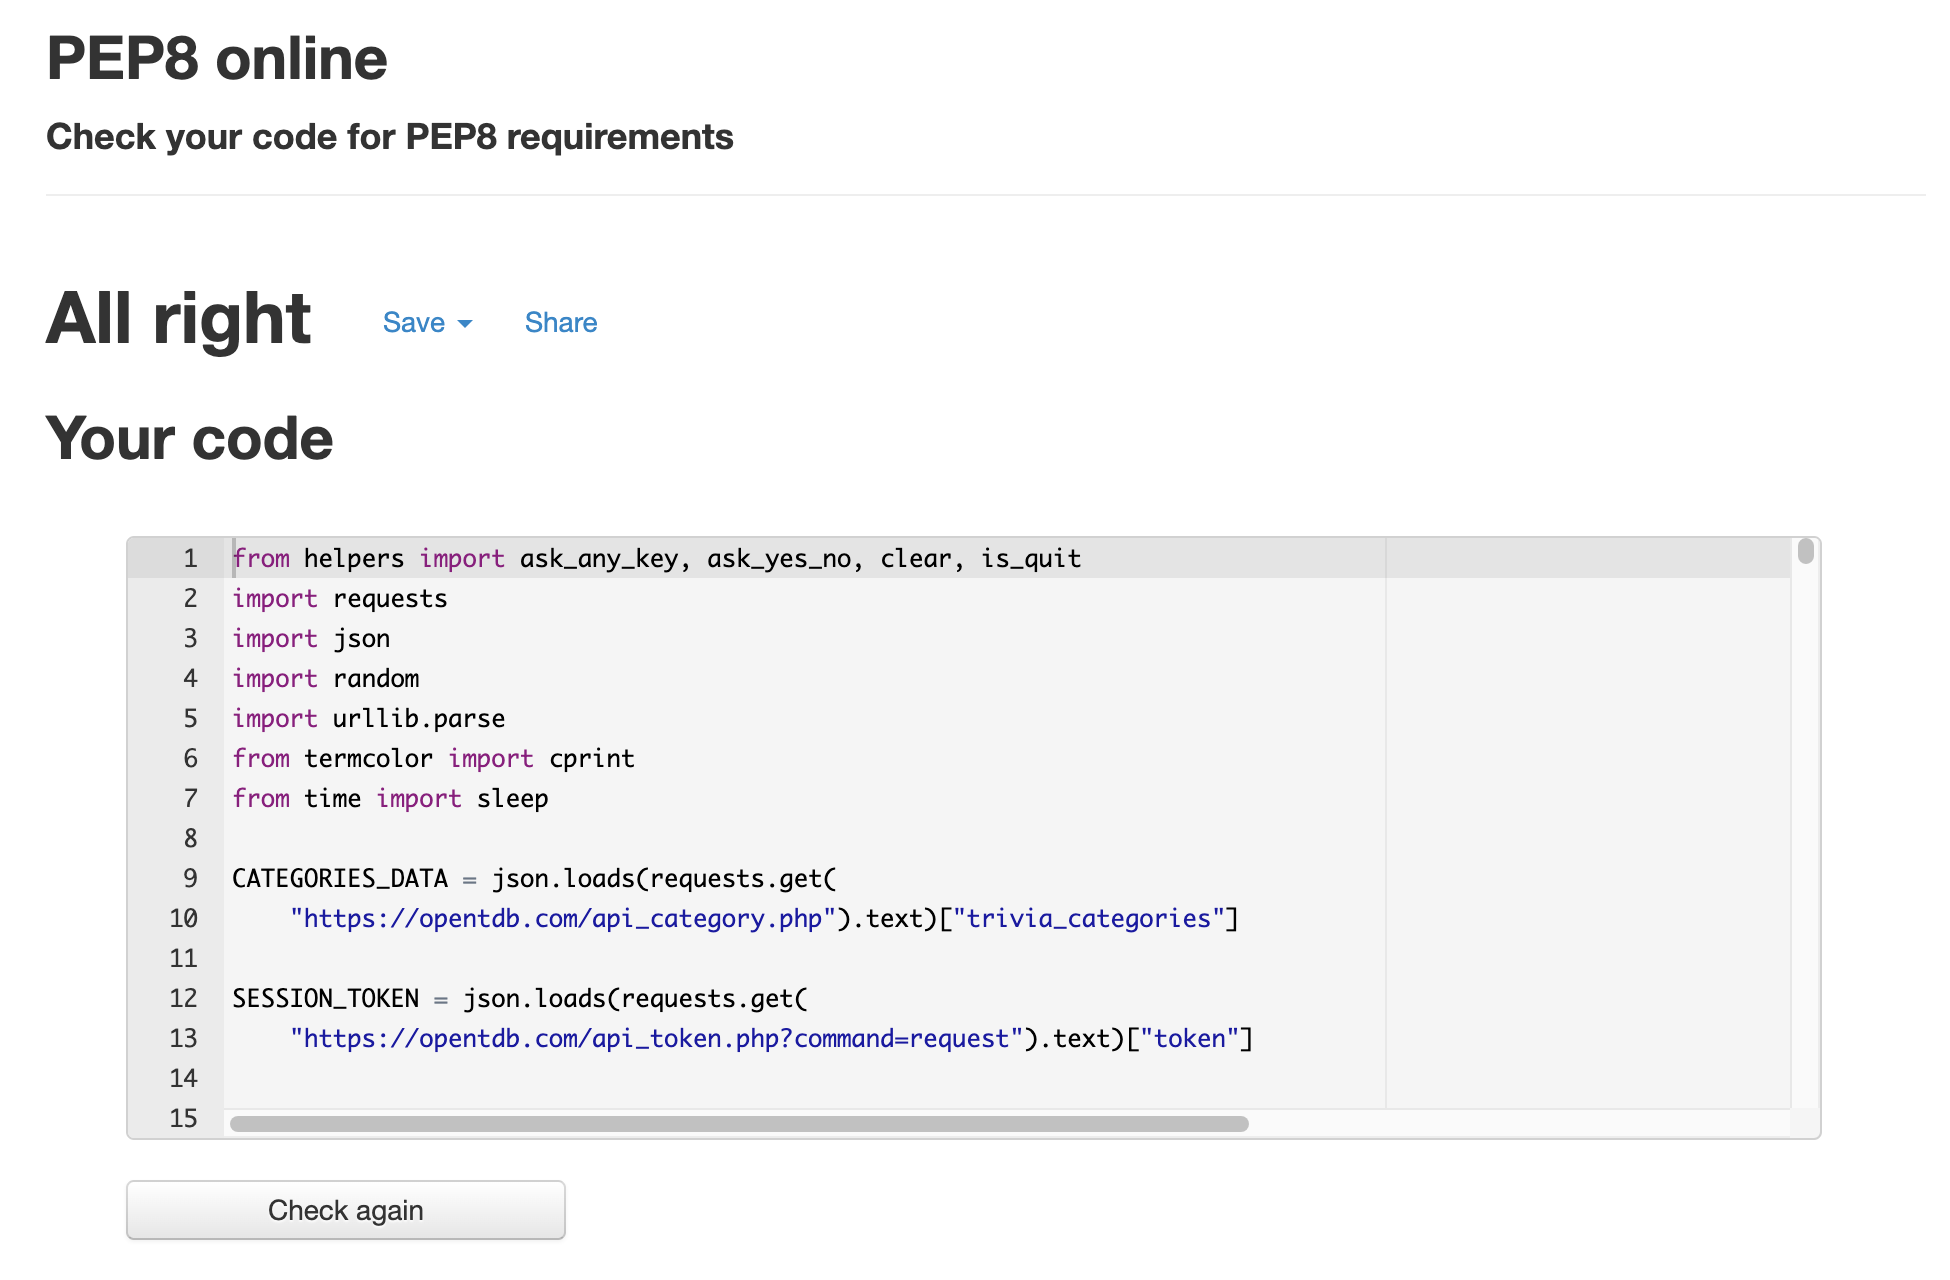 PEP8 online
Check your code for PEP8 requirements
All right Save Share
Your code
1 from helpers import ask_any_key, ask_yes_no, clear, is_quit
2 import requests
3 import json
4 import random
5 import urllib.parse
6 from termcolor import cprint
7 from time import sleep
8
9 CATEGORIES_DATA = json.loads(requests.get(
10     "https://opentdb.com/api_category.php").text)["trivia_categories"]
11
12 SESSION_TOKEN = json.loads(requests.get(
13     "https://opentdb.com/api_token.php?command=request").text)["token"]
14
15
Check again